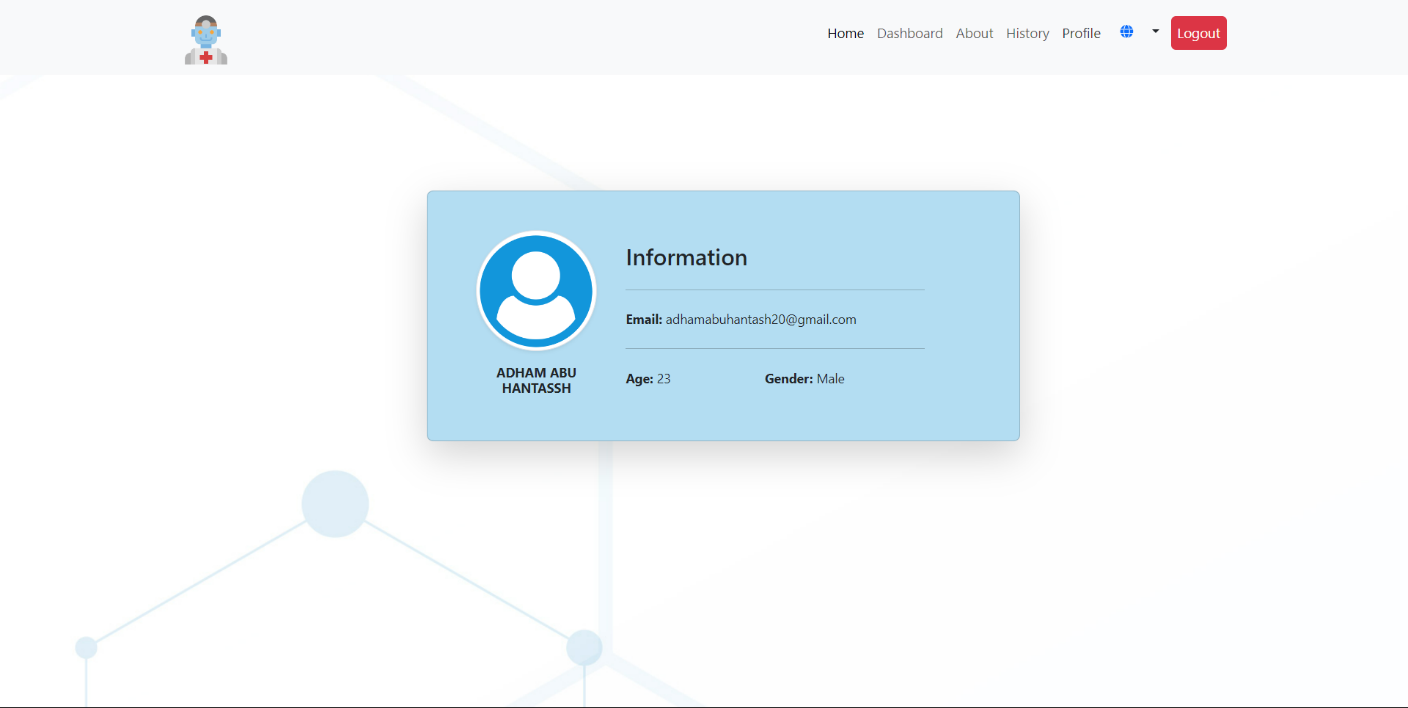 Home Dashboard About History Profile Logout
Information
Email: adhamabuhantash20@gmail.com
ADHAM ABU
HANTASSH
Age: 23 Gender: Male